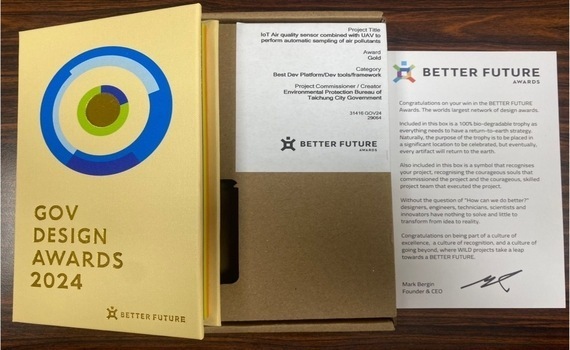 GOV
DESIGN
AWARDS
2024
BETTER FUTURE
Project Title
IoT Air quality sensor combined with UAV to
perform automatic sampling of air pollutants
Award
Gold
Category
Best Dev Platform/Dev tools/framework
Project Commissioner / Creator
Environmental Protection Bureau of
Taichung City Government
31416.GOV24
29064
BETTER FUTURE
AWARDS
BETTER FUTURE
AWARDS
Congratulations on your win in the BETTER FUTURE
Awards. The worlds largest network of design awards.
Included in this box is a 100% bio-degradable trophy as
everything needs to have a return-to-earth strategy.
Naturally, the purpose of the trophy is to be placed in
a significant location to be celebrated, but eventually,
every artifact will return to the earth.
Also included in this box is a symbol that recognises
your project, recognising the courageous souls that
commissioned the project and the courageous, skilled
project team that executed the project.
Without the question of "How can we do better?"
designers, engineers, technicians, scientists and
innovators have nothing to solve and little to
transform from idea to reality.
Congratulations on being part of a culture of
excellence, a culture of recognition, and a culture of
going beyond, where WILD projects take a leap
towards a BETTER FUTURE.
Mark Bergin
Founder & CEO